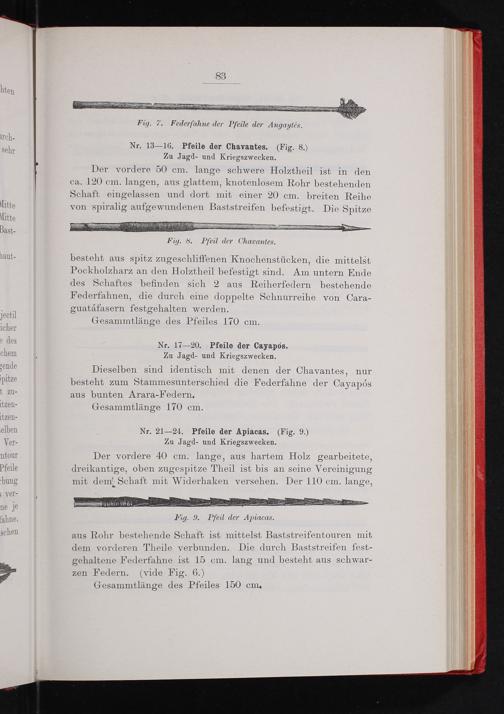 83
Fig. 7. Federfahne der Pfeile der Angaytés.
Nr. 13—16. Pfeile der Chavantes. (Fig. 8.)
Zu Jagd- und Kriegszwecken.
Der vordere 50 cm. lange schwere Holztheil ist in den
ca. 120 cm. langen, aus glattem, knotenlosem Rohr bestehenden
Schaft eingelassen und dort mit einer 20 cm. breiten Reihe
von spiralig aufgewundenen Baststreifen befestigt. Die Spitze
Fig. 8. Pfeil der Chavantes.
besteht aus spitz zugeschliffenen Knochenstücken, die mittelst
Pockholzharz an den Holztheil befestigt sind. Am untern Ende
des Schaftes befinden sich 2 aus Reiherfedern bestehende
Federfahnen, die durch eine doppelte Schnurreihe von Cara-
guatáfasern festgehalten werden.
Gesammtlänge des Pfeiles 170 cm.
Nr. 17—20. Pfeile der Cayapós.
Zu Jagd- und Kriegszwecken.
Dieselben sind identisch mit denen der Chavantes, nur
besteht zum Stammesunterschied die Federfahne der Cayapós
aus bunten Arara-Federn.
Gesammtlänge 170 cm.
Nr. 21—24. Pfeile der Apiacas. (Fig. 9.)
Zu Jagd- und Kriegszwecken.
Der vordere 40 cm. lange, aus hartem Holz gearbeitete,
dreikantige, oben zugespitze Theil ist bis an seine Vereinigung
mit dem Schaft mit Widerhaken versehen. Der 110 cm. lange,
Fig. 9. Pfeil der Apiacas.
aus Rohr bestehende Schaft ist mittelst Baststreifentouren mit
dem vorderen Theile verbunden. Die durch Baststreifen fest-
gehaltene Federfahne ist 15 cm. lang und besteht aus schwar-
zen Federn. (vide Fig. 6.)
Gesammtlänge des Pfeiles 150 cm.